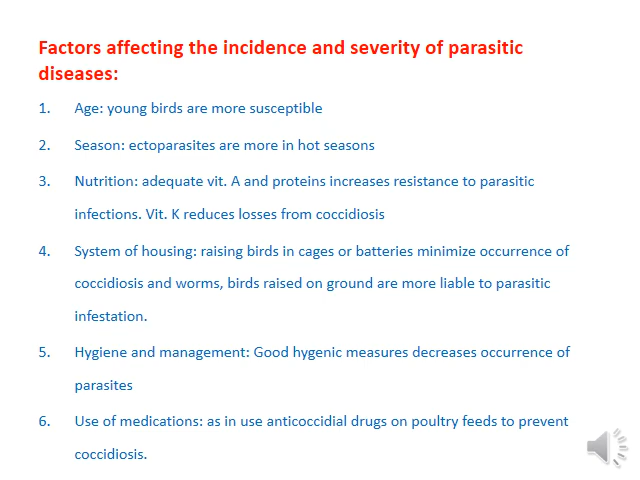 Factors affecting the incidence and severity of parasitic
diseases:
1. Age: young birds are more susceptible
2. Season: ectoparasites are more in hot seasons
3. Nutrition: adequate vit. A and proteins increases resistance to parasitic
infections. Vit. K reduces losses from coccidiosis
4. System of housing: raising birds in cages or batteries minimize occurrence of
coccidiosis and worms, birds raised on ground are more liable to parasitic
infestation.
5. Hygiene and management: Good hygenic measures decreases occurrence of
parasites
6. Use of medications: as in use anticoccidial drugs on poultry feeds to prevent
coccidiosis.